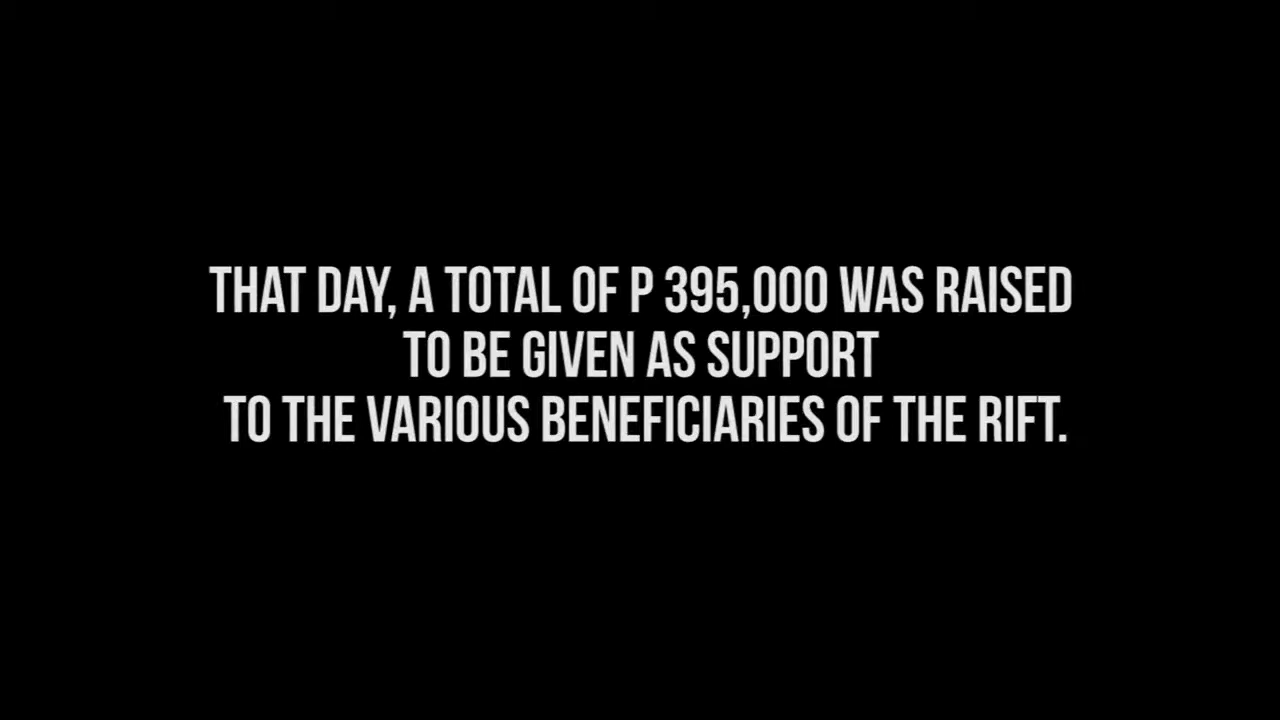 THAT DAY, A TOTAL OF P 395,000 WAS RAISED
TO BE GIVEN AS SUPPORT
TO THE VARIOUS BENEFICIARIES OF THE RIFT.